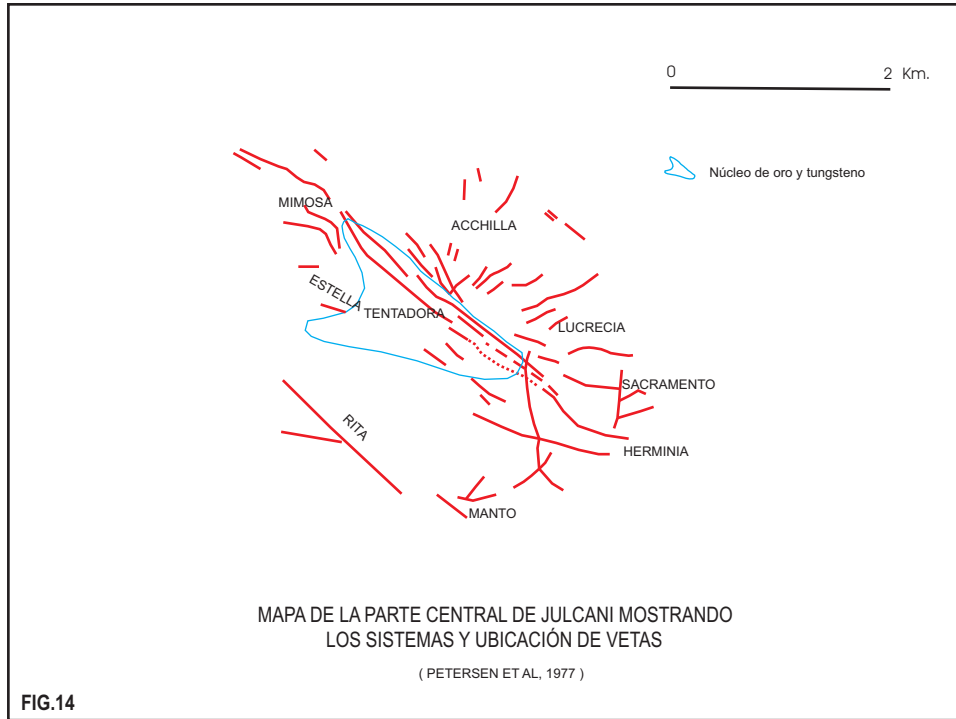 0 2 Km.
Núcleo de oro y tungsteno
MIMOSA
ACCHILLA
ESTELLA
TENTADORA
LUCRECIA
SACRAMENTO
RITA
HERMINIA
MANTO
MAPA DE LA PARTE CENTRAL DE JULCANI MOSTRANDO
LOS SISTEMAS Y UBICACIÓN DE VETAS
( PETERSEN ET AL, 1977 )
FIG.14